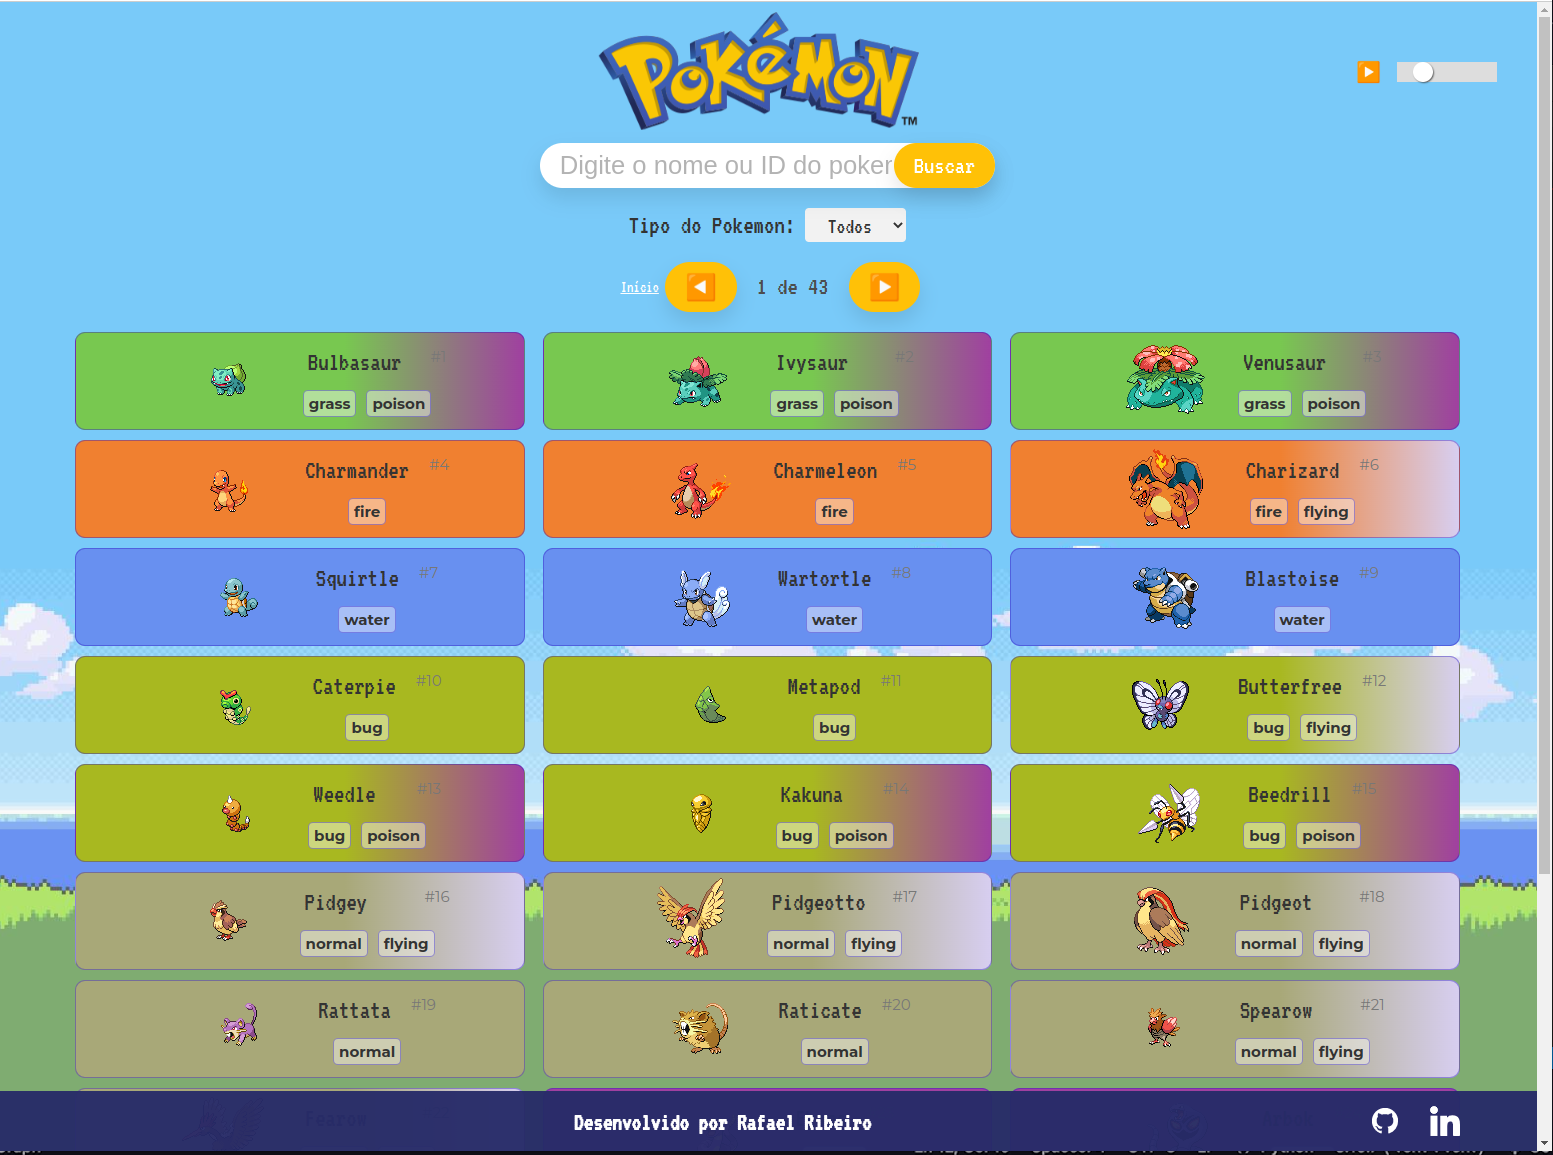 POKéMON
TM
Digite o nome ou ID do poker
Buscar
Tipo do Pokemon:
Todos
Início
1 de 43
Bulbasaur #1
grass poison
Ivysaur #2
grass poison
Venusaur #3
grass poison
Charmander #4
fire
Charmeleon #5
fire
Charizard #6
fire flying
Squirtle #7
water
Wartortle #8
water
Blastoise #9
water
Caterpie #10
bug
Metapod #11
bug
Butterfree #12
bug flying
Weedle #13
bug poison
Kakuna #14
bug poison
Beedrill #15
bug poison
Pidgey #16
normal flying
Pidgeotto #17
normal flying
Pidgeot #18
normal flying
Rattata #19
normal
Raticate #20
normal
Spearow #21
normal flying
Fearow
Desenvolvido por Rafael Ribeiro
in